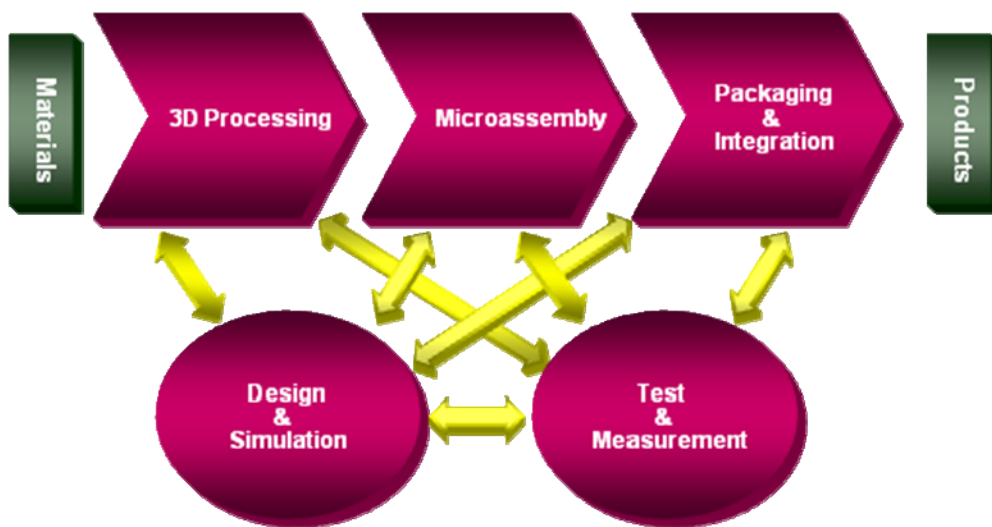 Materials
3D Processing
Microassembly
Packaging
&
Integration
Products
Design
&
Simulation
Test
&
Measurement